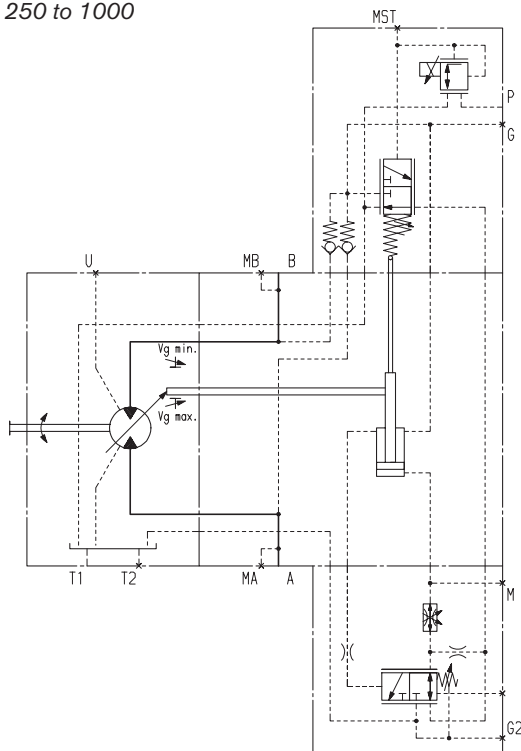 250 to 1000
MST
P
G
U
MB
B
Vg min.
Vg max.
T1
T2
MA
A
M
G2